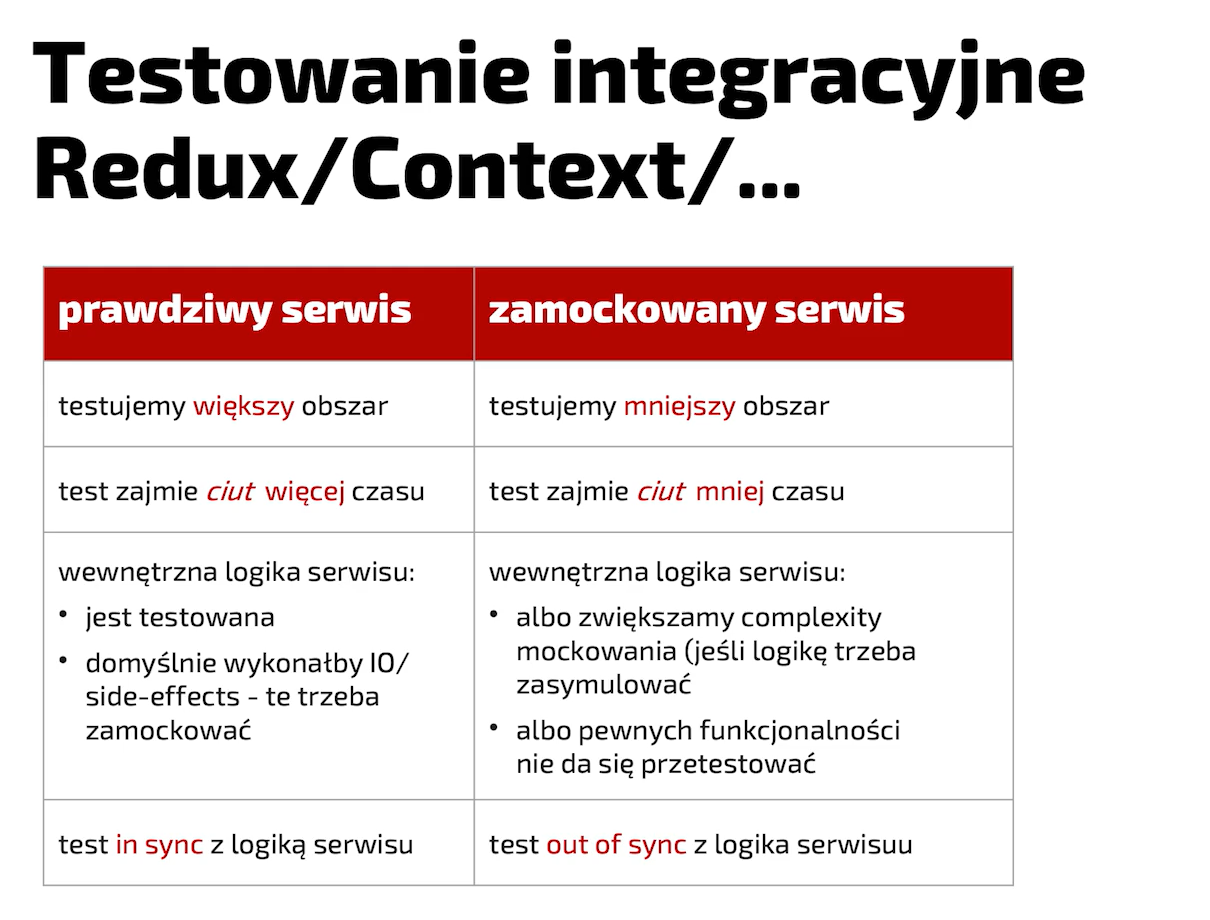 Testowanie integracyjne
Redux/Context/...
prawdziwy serwis
zamockowany serwis
testujemy większy obszar
testujemy mniejszy obszar
test zajmie ciut więcej czasu
test zajmie ciut mniej czasu
wewnętrzna logika serwisu:
• jest testowana
• domyślnie wykonałby IO/
side-effects - te trzeba
zamockować
wewnętrzna logika serwisu:
• albo zwiększamy complexity
mockowania (jeśli logikę trzeba
zasymulować
• albo pewnych funkcjonalności
nie da się przetestować
test in sync z logiką serwisu
test out of sync z logika serwisuu